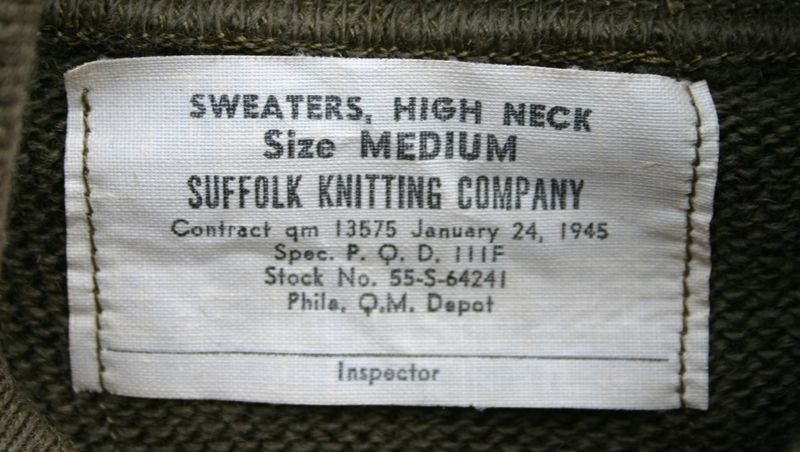 SWEATERS, HIGH NECK
Size MEDIUM
SUFFOLK KNITTING COMPANY
Contract qm 13575 January 24, 1945
Spec. P. Q. D. 111F
Stock No. 55-S-64241
Phila. Q.M. Depot
Inspector